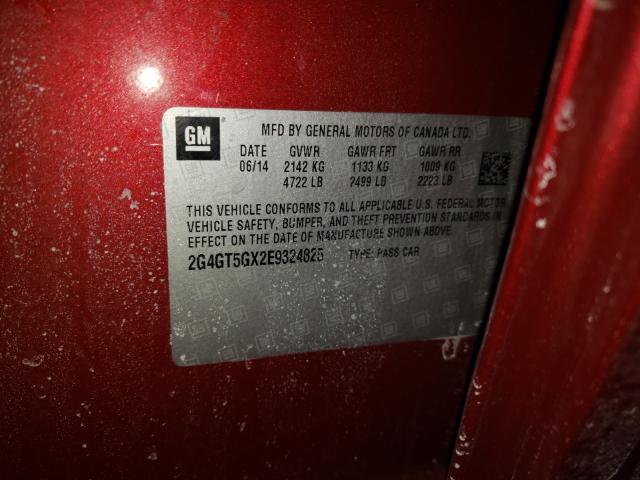 GM
MFD BY GENERAL MOTORS OF CANADA LTD.
DATE GVWR GAWR FRT GAWR RR
06/14 2142 KG 1133 KG 1009 KG
4722 LB 2499 LB 2223 LB
THIS VEHICLE CONFORMS TO ALL APPLICABLE U.S. FEDERAL MOTOR
VEHICLE SAFETY, BUMPER, AND THEFT PREVENTION STANDARDS IN
EFFECT ON THE DATE OF MANUFACTURE SHOWN ABOVE.
2G4GT5GX2E9324825 TYPE: PASS CAR